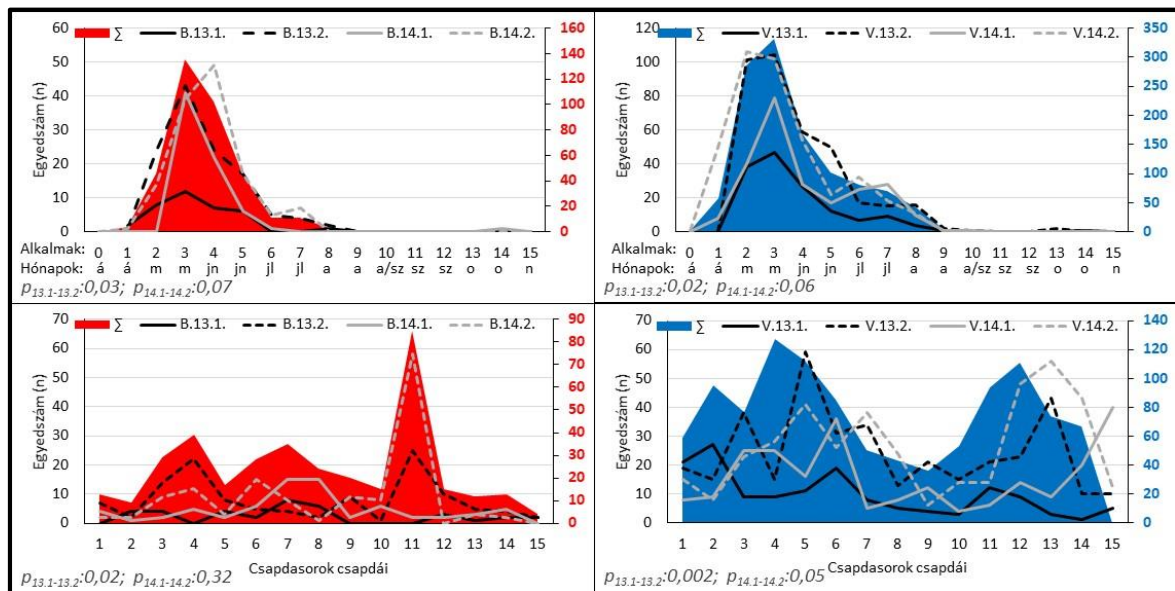 ∑ B.13.1. B.13.2. B.14.1. B.14.2.
Egyedszám (n)
60 50 40 30 20 10 0
160 140 120 100 80 60 40 20 0
Alkalmak: 0 1 2 3 4 5 6 7 8 9 10 11 12 13 14 15
Hónapok: á á m m jn jn jl jl a a a/sz sz sz o o n
p13.1-13.2:0,03; p14.1-14.2:0,07
∑ V.13.1. V.13.2. V.14.1. V.14.2.
Egyedszám (n)
120 100 80 60 40 20 0
350 300 250 200 150 100 50 0
Alkalmak: 0 1 2 3 4 5 6 7 8 9 10 11 12 13 14 15
Hónapok: á á m m jn jn jl jl a a a/sz sz sz o o n
p13.1-13.2:0,02; p14.1-14.2:0,06
∑ B.13.1. B.13.2. B.14.1. B.14.2.
Egyedszám (n)
70 60 50 40 30 20 10 0
90 80 70 60 50 40 30 20 10 0
1 2 3 4 5 6 7 8 9 10 11 12 13 14 15
Csapdasorok csapdái
p13.1-13.2:0,02; p14.1-14.2:0,32
∑ V.13.1. V.13.2. V.14.1. V.14.2.
Egyedszám (n)
70 60 50 40 30 20 10 0
140 120 100 80 60 40 20 0
1 2 3 4 5 6 7 8 9 10 11 12 13 14 15
Csapdasorok csapdái
p13.1-13.2:0,002; p14.1-14.2:0,05